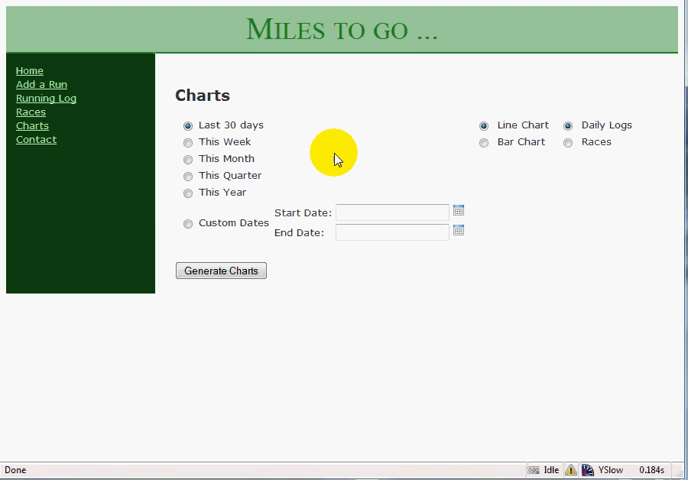 MILES TO GO ...
Home
Add a Run
Running Log
Races
Charts
Contact
Charts
Last 30 days
This Week
This Month
This Quarter
This Year
Custom Dates
Start Date:
End Date:
Line Chart
Daily Logs
Bar Chart
Races
Generate Charts
Done
Idle
YSlow
0.184s